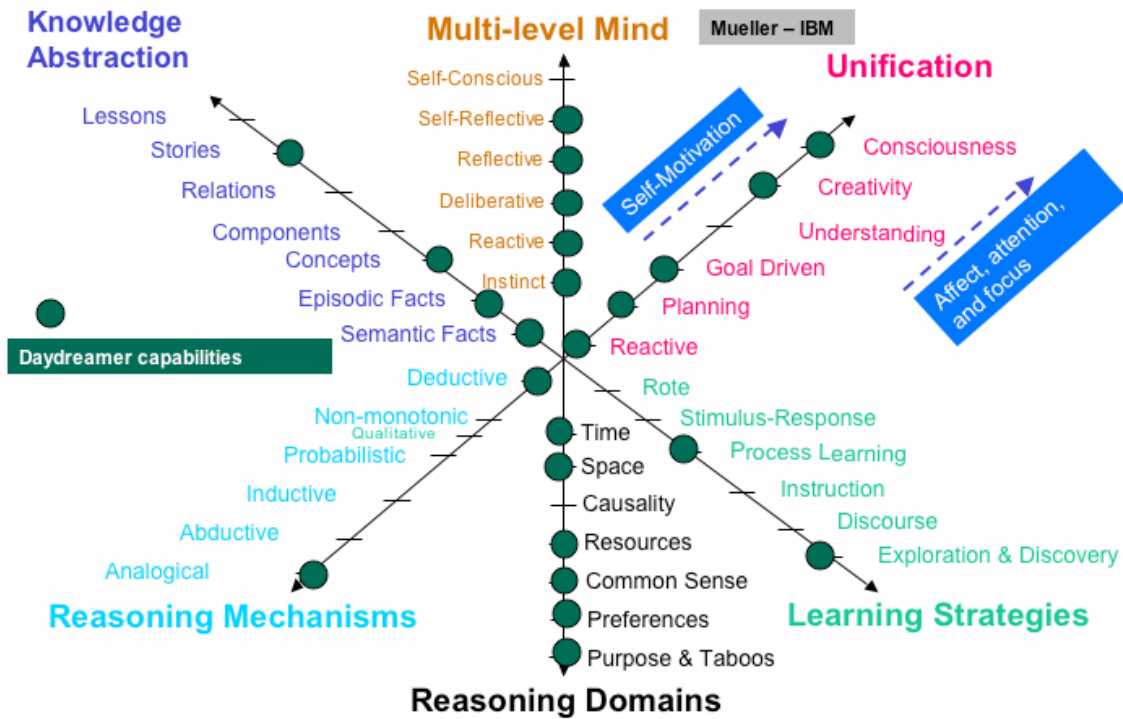 Knowledge
Abstraction
Multi-level Mind
Mueller – IBM
Unification
Lessons
Stories
Relations
Components
Concepts
Episodic Facts
Semantic Facts
Self-Conscious
Self-Reflective
Reflective
Deliberative
Reactive
Instinct
Self-Motivation
Consciousness
Creativity
Understanding
Goal Driven
Planning
Reactive
Affect, attention,
and focus
Daydreamer capabilities
Deductive
Non-monotonic
Qualitative
Probabilistic
Inductive
Abductive
Analogical
Reasoning Mechanisms
Time
Space
Causality
Resources
Common Sense
Preferences
Purpose & Taboos
Reasoning Domains
Rote
Stimulus-Response
Process Learning
Instruction
Discourse
Exploration & Discovery
Learning Strategies